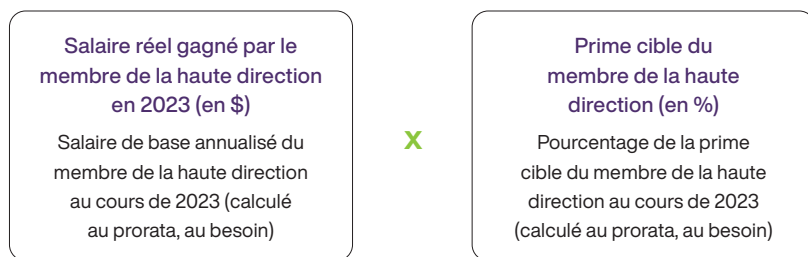 Salaire réel gagné par le
membre de la haute direction
en 2023 (en $)
Salaire de base annualisé du
membre de la haute direction
au cours de 2023 (calculé
au prorata, au besoin)
x
Prime cible du
membre de la haute
direction (en %)
Pourcentage de la prime
cible du membre de la haute
direction au cours de 2023
(calculé au prorata, au besoin)